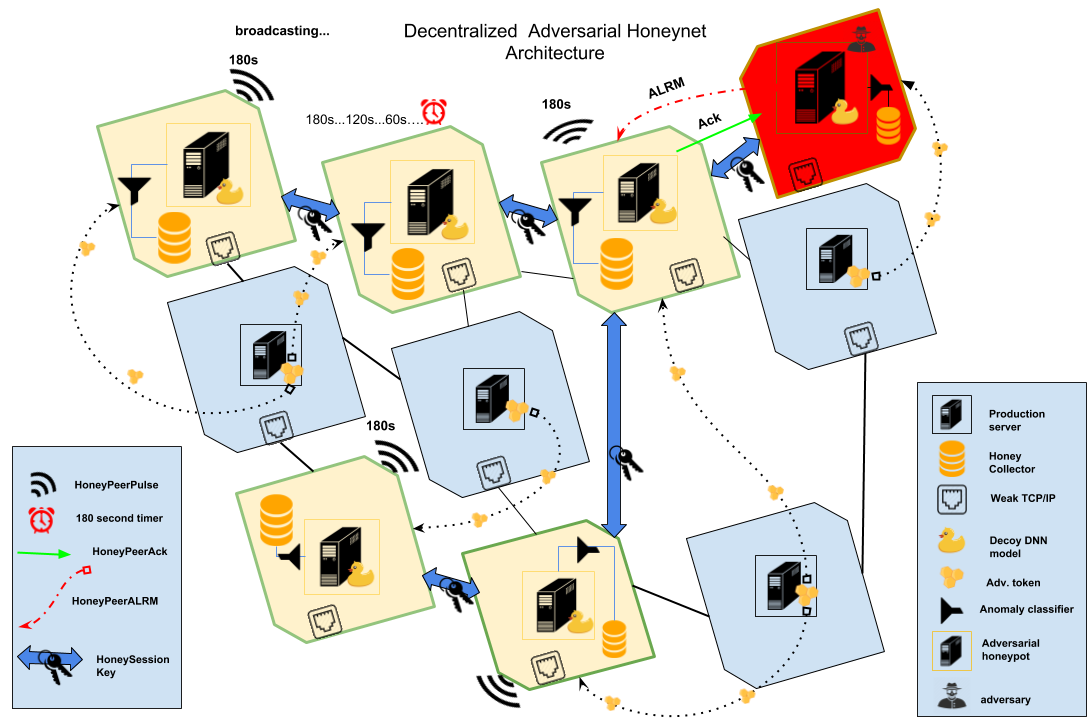 broadcasting...
Decentralized Adversarial Honeynet
Architecture
180s
180s...120s...60s....
180s
ALRM
Ack
180s
HoneyPeerPulse
180 second timer
HoneyPeerAck
HoneyPeerALRM
HoneySession
Key
Production
server
Honey
Collector
Weak TCP/IP
Decoy DNN
model
Adv. token
Anomaly classifier
Adversarial
honeypot
adversary